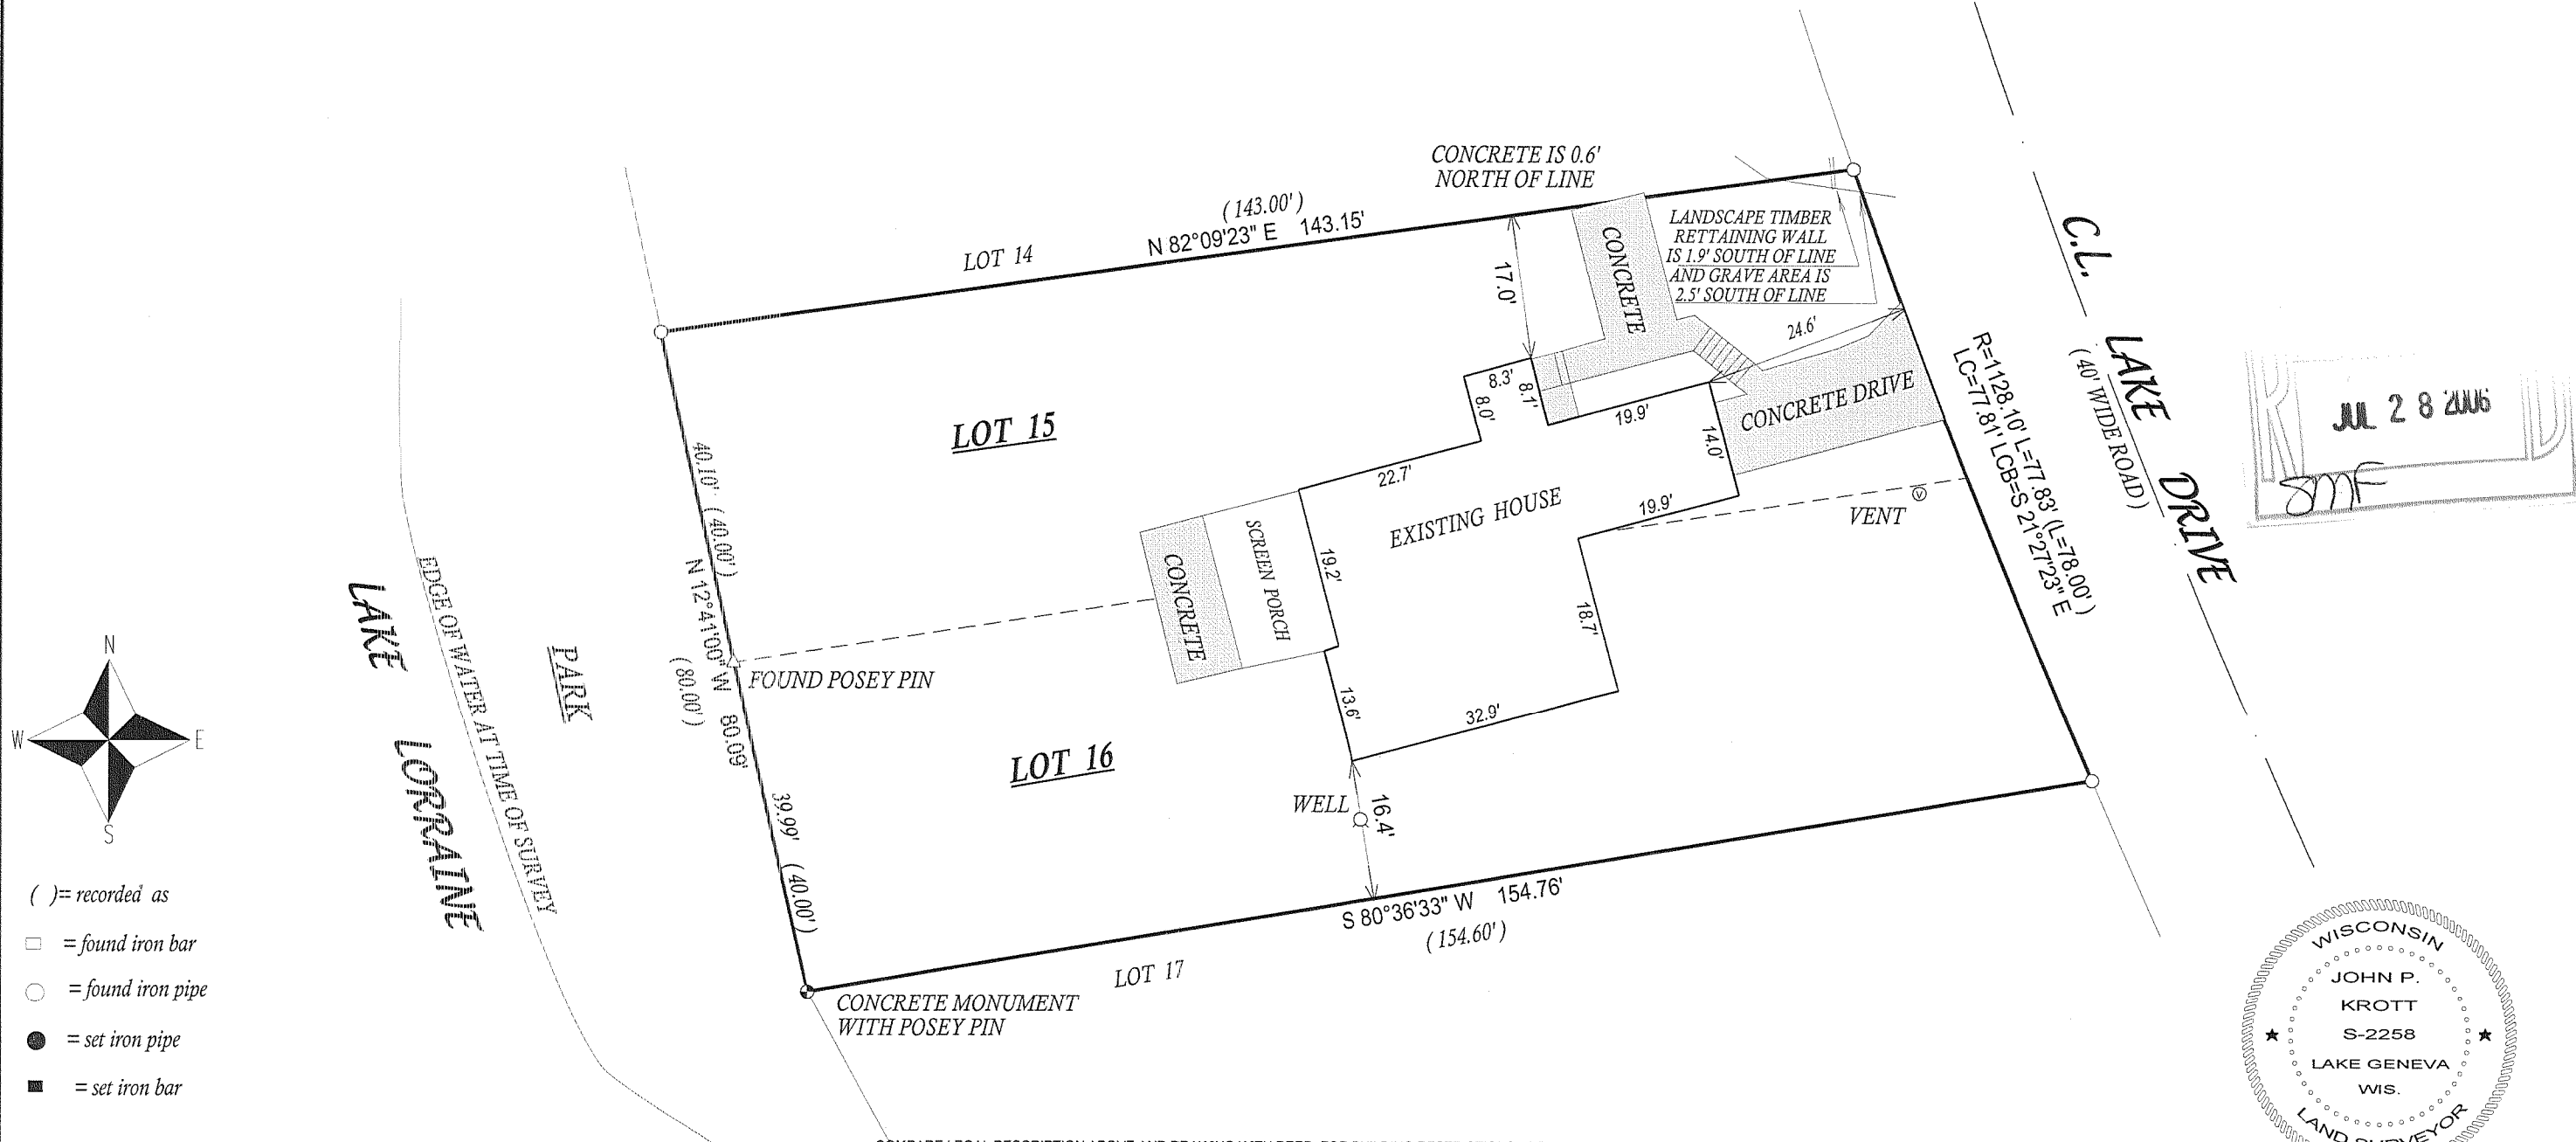 CONCRETE IS 0.6'
NORTH OF LINE
(143.00')
N 82°09'23" E 143.15'
LOT 14
LANDSCAPE TIMBER
RETTAINING WALL
IS 1.9' SOUTH OF LINE
AND GRAVE AREA IS
2.5' SOUTH OF LINE
CONCRETE
17.0'
24.6'
8.3'
8.1'
8.0'
19.9'
14.0'
CONCRETE DRIVE
C.L. LAKE DRIVE
(40' WIDE ROAD)
R=1128.10' L=77.83' (L=78.00')
LC=77.81' LCB=S 21°27'23" E
JUL 28 2006
SMF
LOT 15
40.10' (40.00')
22.7'
EXISTING HOUSE
19.9'
VENT
V
SCREEN PORCH
CONCRETE
19.2'
18.7'
13.6'
32.9'
N 12°41'00" W 80.09'
(80.00')
FOUND POSEY PIN
LAKE LORRAINE
EDGE OF WATER AT TIME OF SURVEY
PARK
LOT 16
WELL
16.4'
39.99' (40.00')
S 80°36'33" W 154.76'
(154.60')
LOT 17
CONCRETE MONUMENT
WITH POSEY PIN
N
W
E
S
( )= recorded as
= found iron bar
= found iron pipe
= set iron pipe
= set iron bar
WISCONSIN
JOHN P.
KROTT
S-2258
LAKE GENEVA
WIS.
LAND SURVEYOR